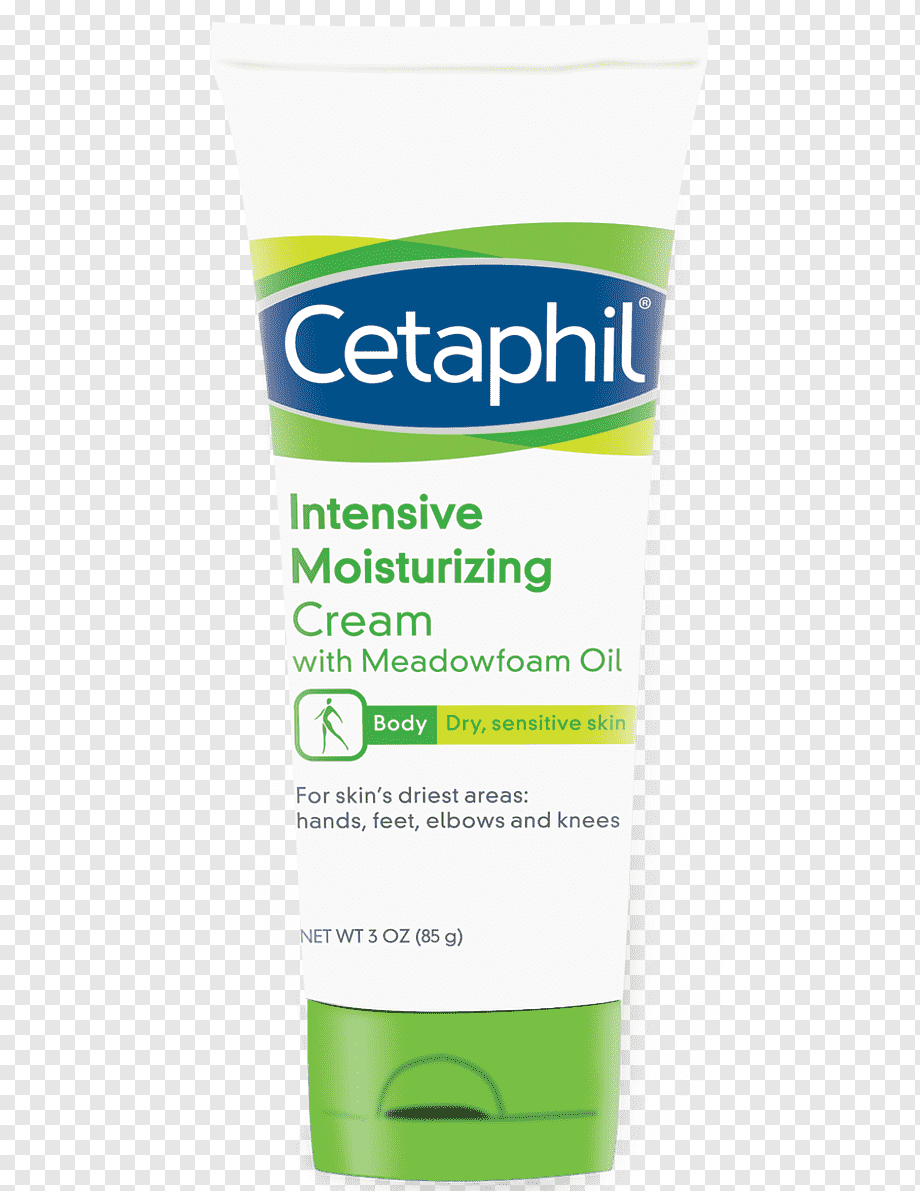 Cetaphil®
Intensive
Moisturizing
Cream
with Meadowfoam Oil
Body Dry, sensitive skin
For skin's driest areas:
hands, feet, elbows and knees
NET WT 3 OZ (85 g)